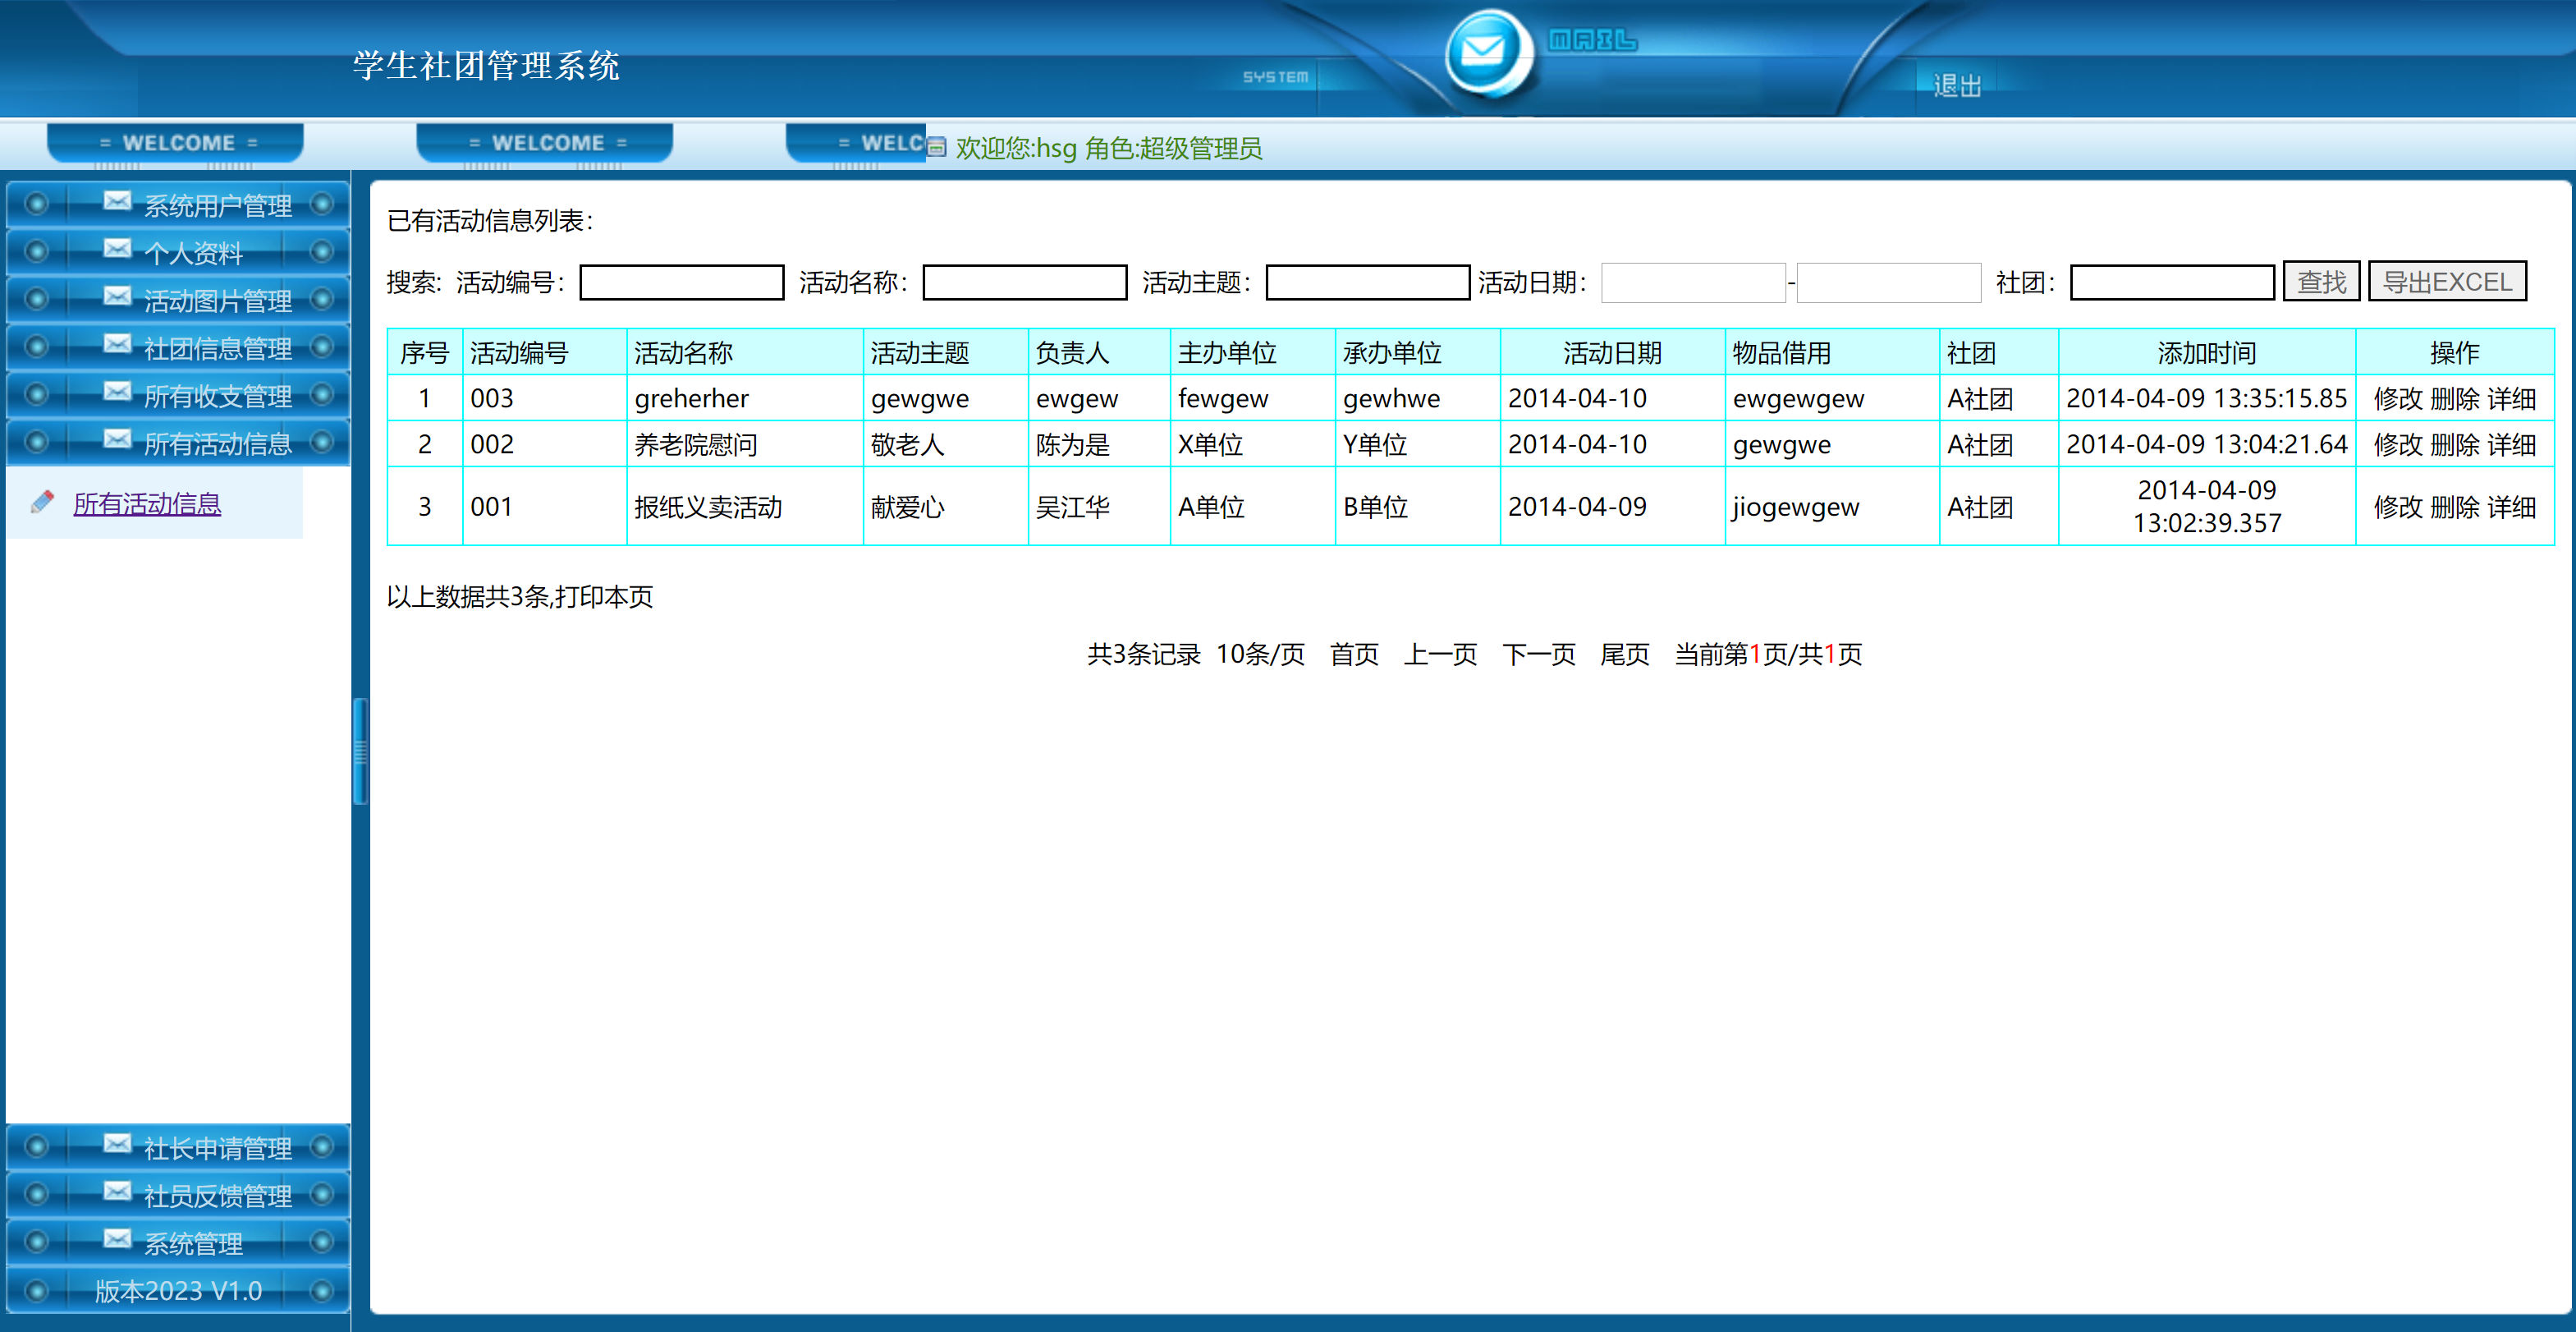 学生社团管理系统
SYSTEM
MAIL
退出
= WELCOME =
= WELCOME =
= WELC
欢迎您:hsg 角色:超级管理员
系统用户管理
个人资料
活动图片管理
社团信息管理
所有收支管理
所有活动信息
所有活动信息
社长申请管理
社员反馈管理
系统管理
版本2023 V1.0
已有活动信息列表：
搜索: 活动编号： 活动名称： 活动主题： 活动日期： - 社团： 查找 导出EXCEL
序号 活动编号 活动名称 活动主题 负责人 主办单位 承办单位 活动日期 物品借用 社团 添加时间 操作
1 003 greherher gewgwe ewgew fewgew gewhwe 2014-04-10 ewgewgew A社团 2014-04-09 13:35:15.85 修改 删除 详细
2 002 养老院慰问 敬老人 陈为是 X单位 Y单位 2014-04-10 gewgwe A社团 2014-04-09 13:04:21.64 修改 删除 详细
3 001 报纸义卖活动 献爱心 吴江华 A单位 B单位 2014-04-09 jiogewgew A社团 2014-04-09 13:02:39.357 修改 删除 详细
以上数据共3条,打印本页
共3条记录 10条/页 首页 上一页 下一页 尾页 当前第1页/共1页